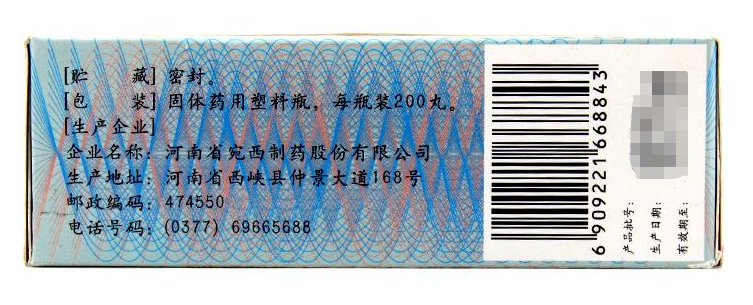 [贮 藏] 密封。
[包 装] 固体药用塑料瓶，每瓶装200丸。
[生产企业]
企业名称：河南省宛西制药股份有限公司
生产地址：河南省西峡县仲景大道168号
邮政编码：474550
电话号码：(0377) 69665688
6 909221 668843
产品批号：
生产日期：
有效期至：